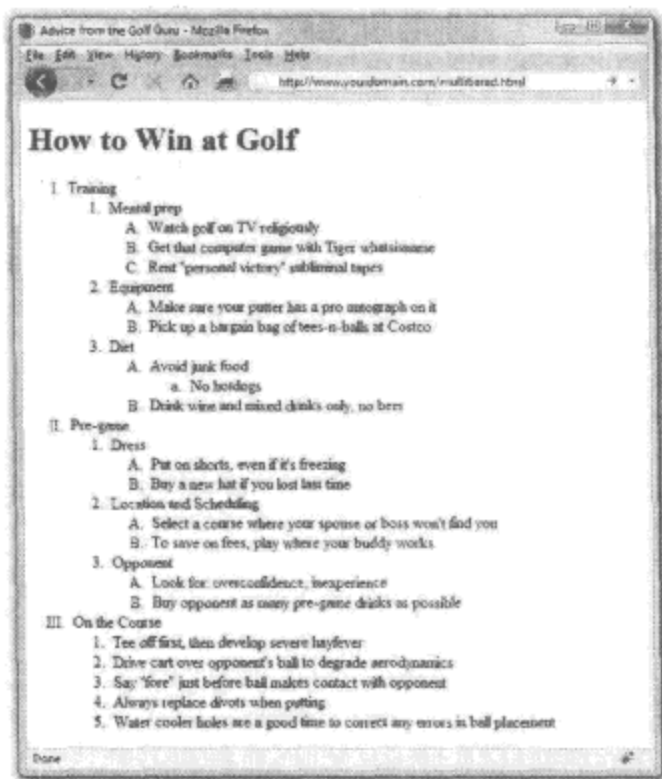 Advice from the Golf Guru - Mozilla Firefox
File Edit View History Bookmarks Tools Help
http://www.yourdomain.com/multitiered.html
How to Win at Golf
I. Training
1. Mental prep
A. Watch golf on TV religiously
B. Get that computer game with Tiger whatsisname
C. Rent "personal victory" subliminal tapes
2. Equipment
A. Make sure your putter has a pro autograph on it
B. Pick up a bargain bag of tees-n-balls at Costco
3. Diet
A. Avoid junk food
a. No hotdogs
B. Drink wine and mixed drinks only, no beer
II. Pre-game
1. Dress
A. Put on shorts, even if it's freezing
B. Buy a new hat if you lost last time
2. Location and Scheduling
A. Select a course where your spouse or boss won't find you
B. To save on fees, play where your buddy works
3. Opponent
A. Look for: overconfidence, inexperience
B. Buy opponent as many pre-game drinks as possible
III. On the Course
1. Tee off first, then develop severe hayfever
2. Drive cart over opponent's ball to degrade aerodynamics
3. Say "fore" just before ball makes contact with opponent
4. Always replace divots when putting
5. Water cooler holes are a good time to correct any errors in ball placement
Done